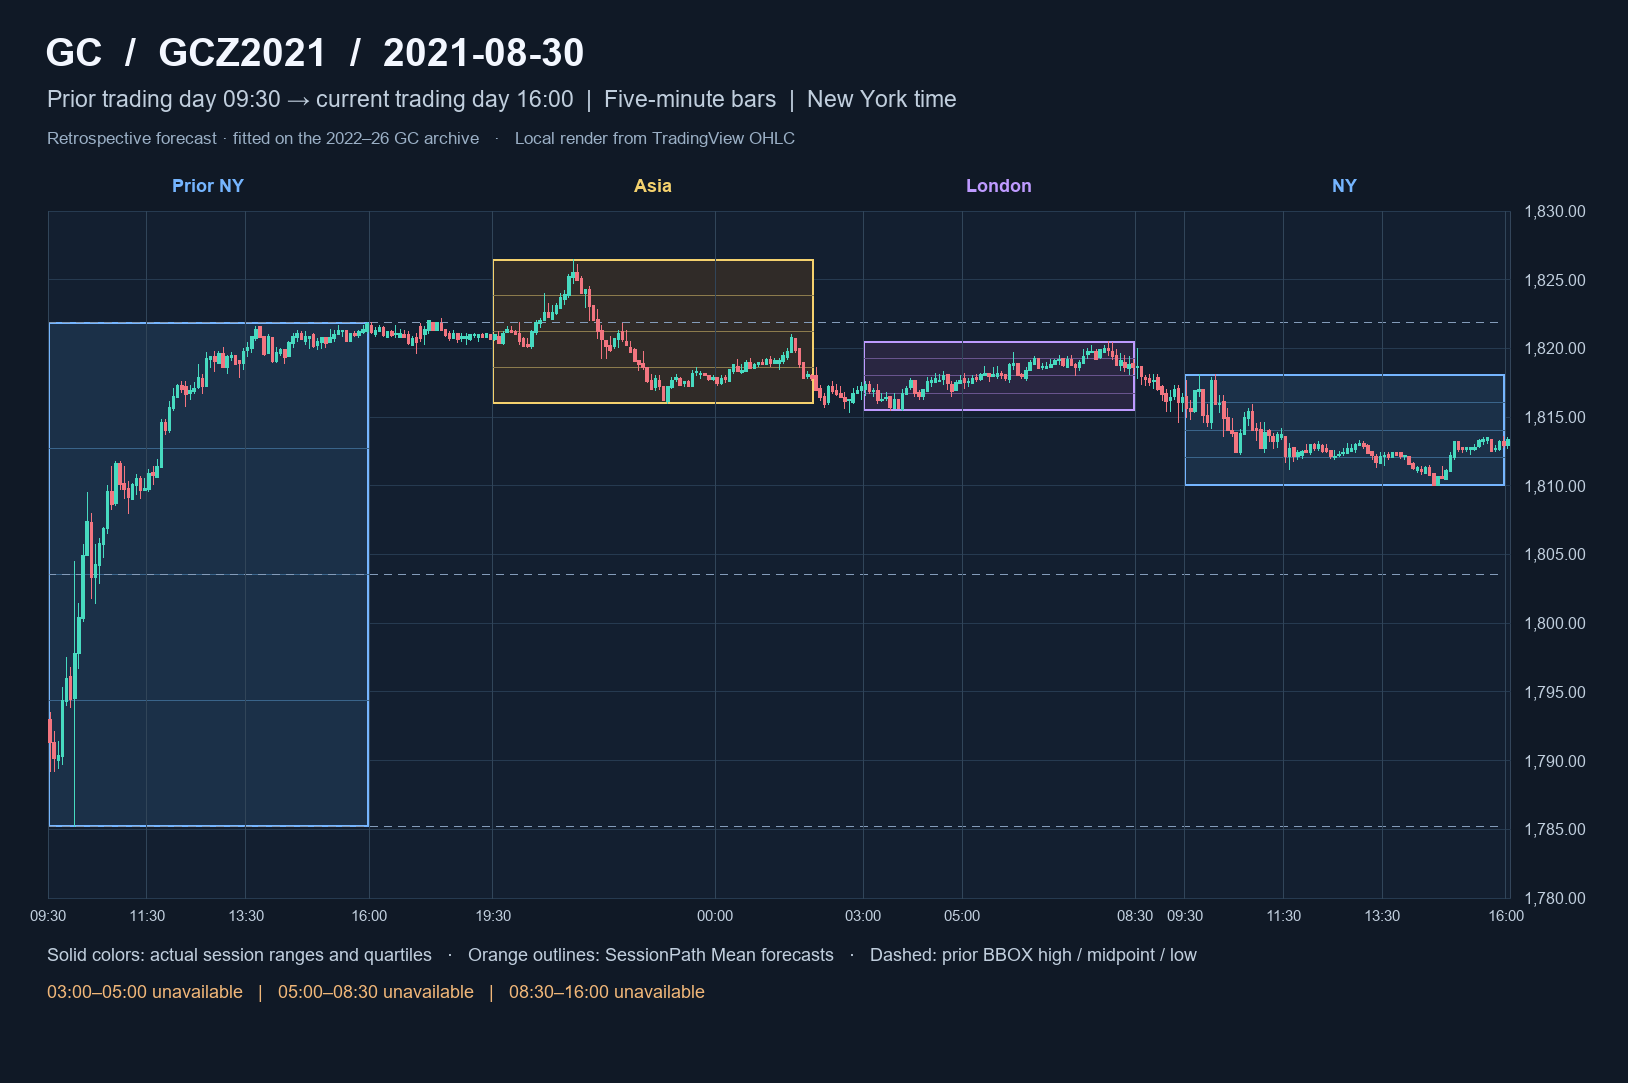 GC / GCZ2021 / 2021-08-30
Prior trading day 09:30 → current trading day 16:00 | Five-minute bars | New York time
Retrospective forecast · fitted on the 2022–26 GC archive · Local render from TradingView OHLC
Prior NY Asia London NY
1,830.00
1,825.00
1,820.00
1,815.00
1,810.00
1,805.00
1,800.00
1,795.00
1,790.00
1,785.00
1,780.00
09:30 11:30 13:30 16:00 19:30 00:00 03:00 05:00 08:30 09:30 11:30 13:30 16:00
Solid colors: actual session ranges and quartiles · Orange outlines: SessionPath Mean forecasts · Dashed: prior BBOX high / midpoint / low
03:00–05:00 unavailable | 05:00–08:30 unavailable | 08:30–16:00 unavailable